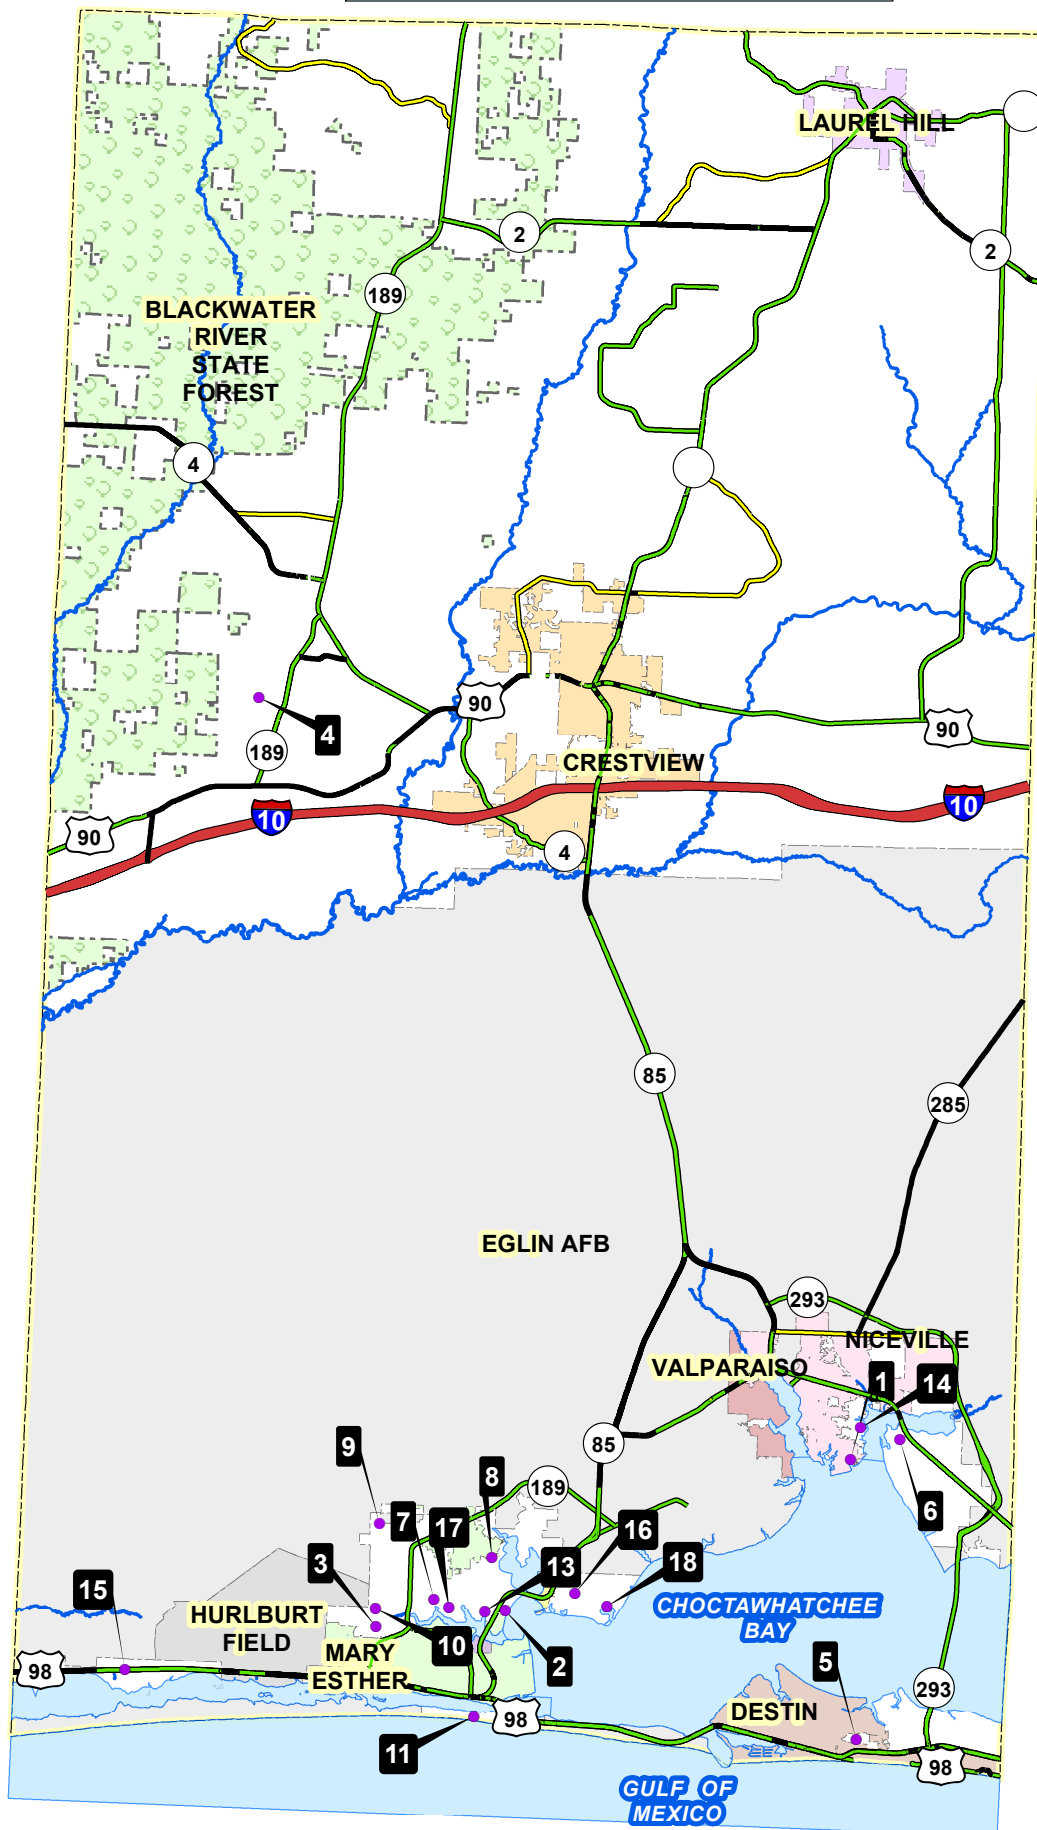 LAUREL HILL
2
2
189
BLACKWATER
RIVER
STATE
FOREST
4
90
4
189
90
CRESTVIEW
10
10
90
4
85
285
EGLIN AFB
293
NICEVILLE
VALPARAISO
1
14
85
9
8
189
6
7
17
16
3
13
18
15
CHOCTAWHATCHEE
BAY
HURLBURT
FIELD
10
MARY
ESTHER
2
5
98
293
DESTIN
98
11
98
GULF OF
MEXICO